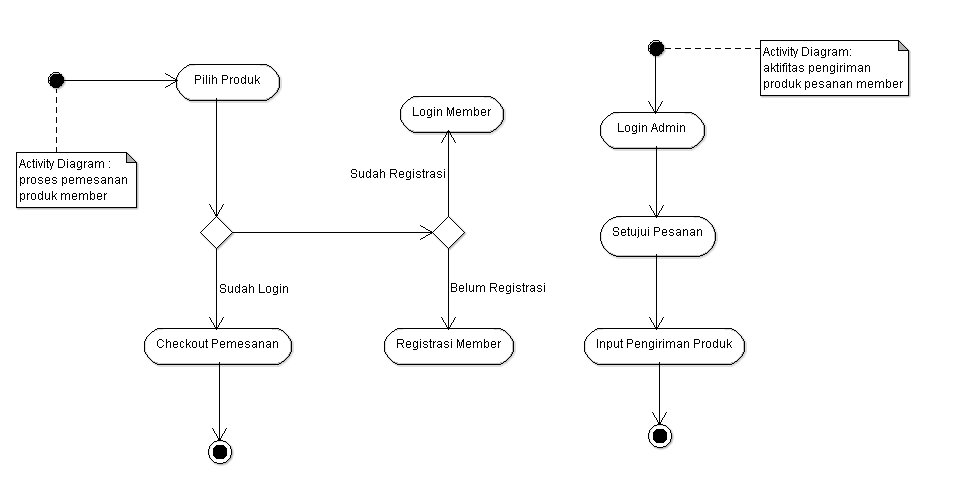 Pilih Produk
Activity Diagram :
proses pemesanan
produk member
Login Member
Sudah Registrasi
Sudah Login
Belum Registrasi
Checkout Pemesanan
Registrasi Member
Activity Diagram:
aktifitas pengiriman
produk pesanan member
Login Admin
Setujui Pesanan
Input Pengiriman Produk